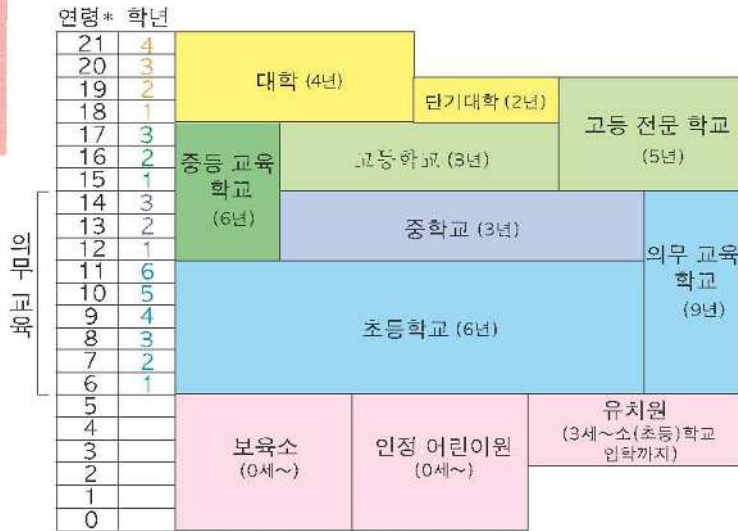 연령* 학년
21 4
20 3
19 2
18 1
17 3
16 2
15 1
14 3
13 2
12 1
11 6
10 5
9 4
8 3
7 2
6 1
5
4
3
2
1
0
의무 교육
대학 (4년)
단기대학 (2년)
고등 전문 학교
(5년)
중등 교육
학교
(6년)
고등학교 (3년)
중학교 (3년)
의무 교육
학교
(9년)
초등학교 (6년)
보육소
(0세~)
인정 어린이원
(0세~)
유치원
(3세~소(초등)학교
입학까지)